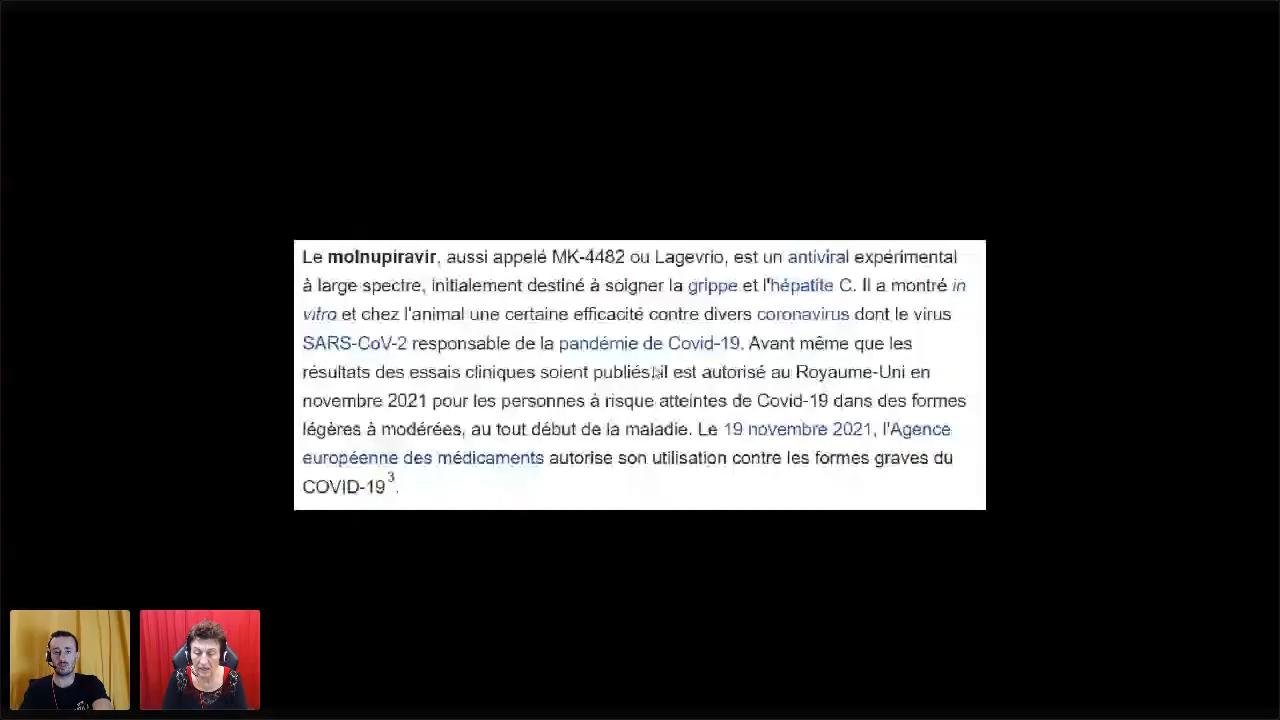 Le molnupiravir, aussi appelé MK-4482 ou Lagevrio, est un antiviral expérimental
à large spectre, initialement destiné à soigner la grippe et l'hépatite C. Il a montré in
vitro et chez l'animal une certaine efficacité contre divers coronavirus dont le virus
SARS-CoV-2 responsable de la pandémie de Covid-19. Avant même que les
résultats des essais cliniques soient publiés, il est autorisé au Royaume-Uni en
novembre 2021 pour les personnes à risque atteintes de Covid-19 dans des formes
légères à modérées, au tout début de la maladie. Le 19 novembre 2021, l'Agence
européenne des médicaments autorise son utilisation contre les formes graves du
COVID-19³.